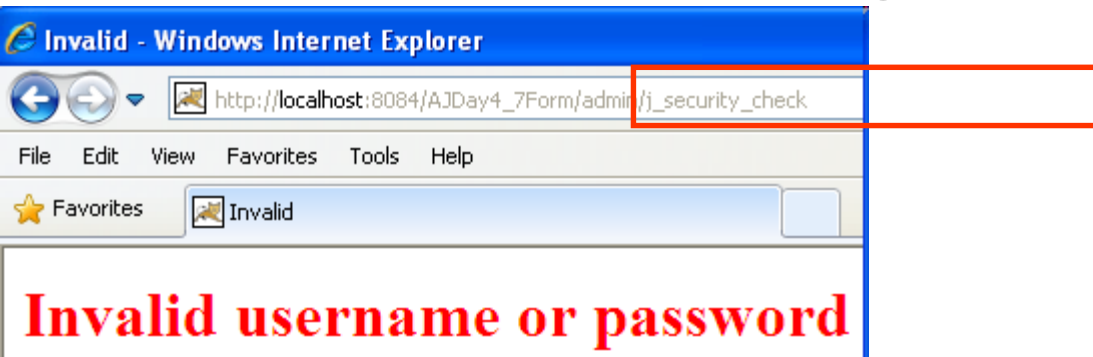 Invalid - Windows Internet Explorer
http://localhost:8084/AJDay4_7Form/admin/j_security_check
File Edit View Favorites Tools Help
Favorites Invalid
Invalid username or password